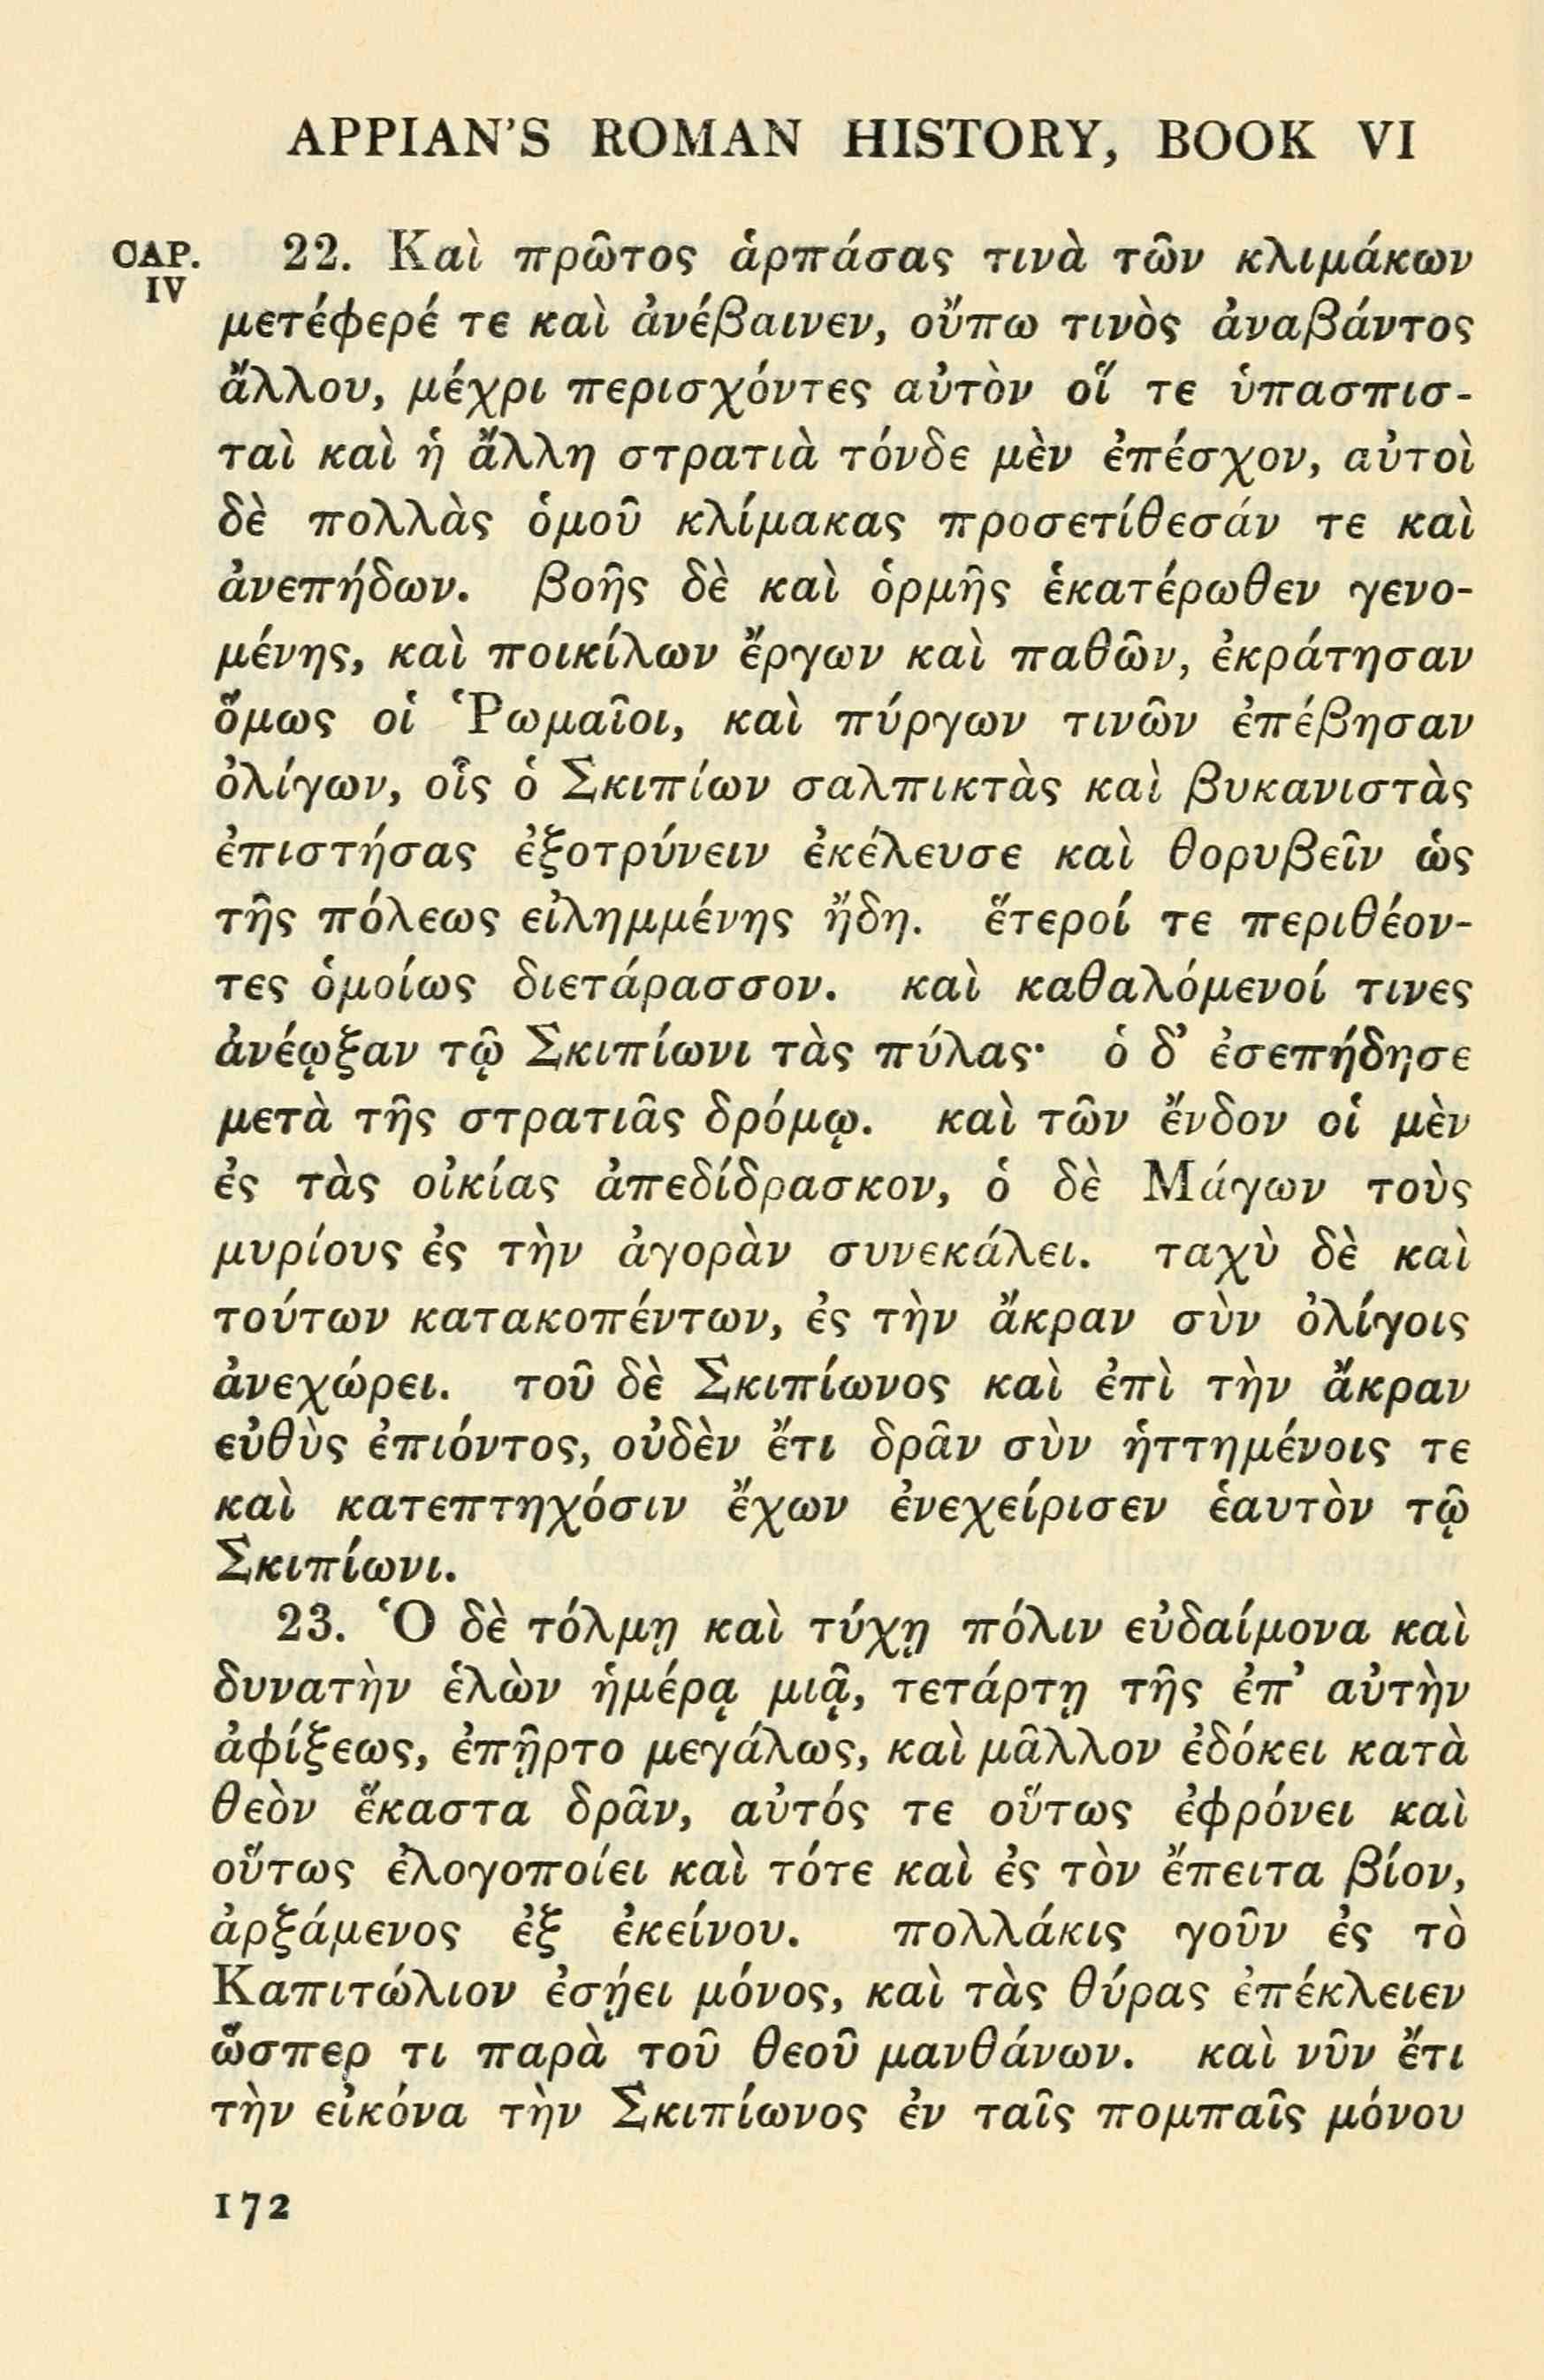 APPIAN'S ROMAN HISTORY, BOOK VI
CAP.
IV
22. Καὶ πρῶτος ἁρπάσας τινὰ τῶν κλιμάκων
μετέφερέ τε καὶ ἀνέβαινεν, οὔπω τινὸς ἀναβάντος
ἄλλου, μέχρι περισχόντες αὐτὸν οἵ τε ὑπασπισ-
ταὶ καὶ ἡ ἄλλη στρατιὰ τόνδε μὲν ἐπέσχον, αὐτοὶ
δὲ πολλὰς ὁμοῦ κλίμακας προσετίθεσάν τε καὶ
ἀνεπήδων. βοῆς δὲ καὶ ὁρμῆς ἑκατέρωθεν γενο-
μένης, καὶ ποικίλων ἔργων καὶ παθῶν, ἐκράτησαν
ὅμως οἱ Ῥωμαῖοι, καὶ πύργων τινῶν ἐπέβησαν
ὀλίγων, οἷς ὁ Σκιπίων σαλπικτὰς καὶ βυκανιστὰς
ἐπιστήσας ἐξοτρύνειν ἐκέλευσε καὶ θορυβεῖν ὡς
τῆς πόλεως εἰλημμένης ἤδη. ἕτεροί τε περιθέον-
τες ὁμοίως διετάρασσον. καὶ καθαλόμενοί τινες
ἀνέῳξαν τῷ Σκιπίωνι τὰς πύλας· ὁ δ' ἐσεπήδησε
μετὰ τῆς στρατιᾶς δρόμῳ. καὶ τῶν ἔνδον οἱ μὲν
ἐς τὰς οἰκίας ἀπεδίδρασκον, ὁ δὲ Μάγων τοὺς
μυρίους ἐς τὴν ἀγορὰν συνεκάλει. ταχὺ δὲ καὶ
τούτων κατακοπέντων, ἐς τὴν ἄκραν σὺν ὀλίγοις
ἀνεχώρει. τοῦ δὲ Σκιπίωνος καὶ ἐπὶ τὴν ἄκραν
εὐθὺς ἐπιόντος, οὐδὲν ἔτι δρᾶν σὺν ἡττημένοις τε
καὶ κατεπτηχόσιν ἔχων ἐνεχείρισεν ἑαυτὸν τῷ
Σκιπίωνι.
23. Ὁ δὲ τόλμῃ καὶ τύχῃ πόλιν εὐδαίμονα καὶ
δυνατὴν ἑλὼν ἡμέρᾳ μιᾷ, τετάρτῃ τῆς ἐπ' αὐτὴν
ἀφίξεως, ἐπῇρτο μεγάλως, καὶ μᾶλλον ἐδόκει κατὰ
θεὸν ἕκαστα δρᾶν, αὐτός τε οὕτως ἐφρόνει καὶ
οὕτως ἐλογοποίει καὶ τότε καὶ ἐς τὸν ἔπειτα βίον,
ἀρξάμενος ἐξ ἐκείνου. πολλάκις γοῦν ἐς τὸ
Καπιτώλιον ἐσῄει μόνος, καὶ τὰς θύρας ἐπέκλειεν
ὥσπερ τι παρὰ τοῦ θεοῦ μανθάνων. καὶ νῦν ἔτι
τὴν εἰκόνα τὴν Σκιπίωνος ἐν ταῖς πομπαῖς μόνου
172